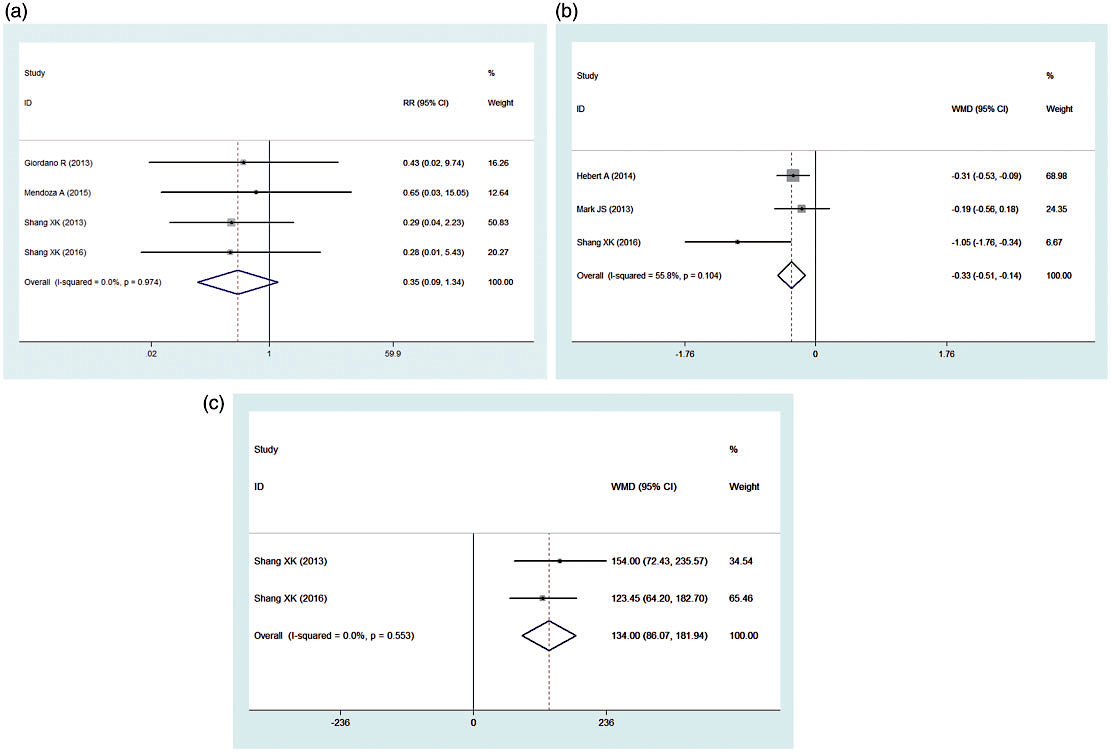 (a)
Study %
ID RR (95% CI) Weight
Giordano R (2013) 0.43 (0.02, 9.74) 16.26
Mendoza A (2015) 0.65 (0.03, 15.05) 12.64
Shang XK (2013) 0.29 (0.04, 2.23) 50.83
Shang XK (2016) 0.28 (0.01, 5.43) 20.27
Overall (I-squared = 0.0%, p = 0.974) 0.35 (0.09, 1.34) 100.00
.02 1 59.9
(b)
Study %
ID WMD (95% CI) Weight
Hebert A (2014) -0.31 (-0.53, -0.09) 68.98
Mark JS (2013) -0.19 (-0.56, 0.18) 24.35
Shang XK (2016) -1.05 (-1.76, -0.34) 6.67
Overall (I-squared = 55.8%, p = 0.104) -0.33 (-0.51, -0.14) 100.00
-1.76 0 1.76
(c)
Study %
ID WMD (95% CI) Weight
Shang XK (2013) 154.00 (72.43, 235.57) 34.54
Shang XK (2016) 123.45 (64.20, 182.70) 65.46
Overall (I-squared = 0.0%, p = 0.553) 134.00 (86.07, 181.94) 100.00
-236 0 236